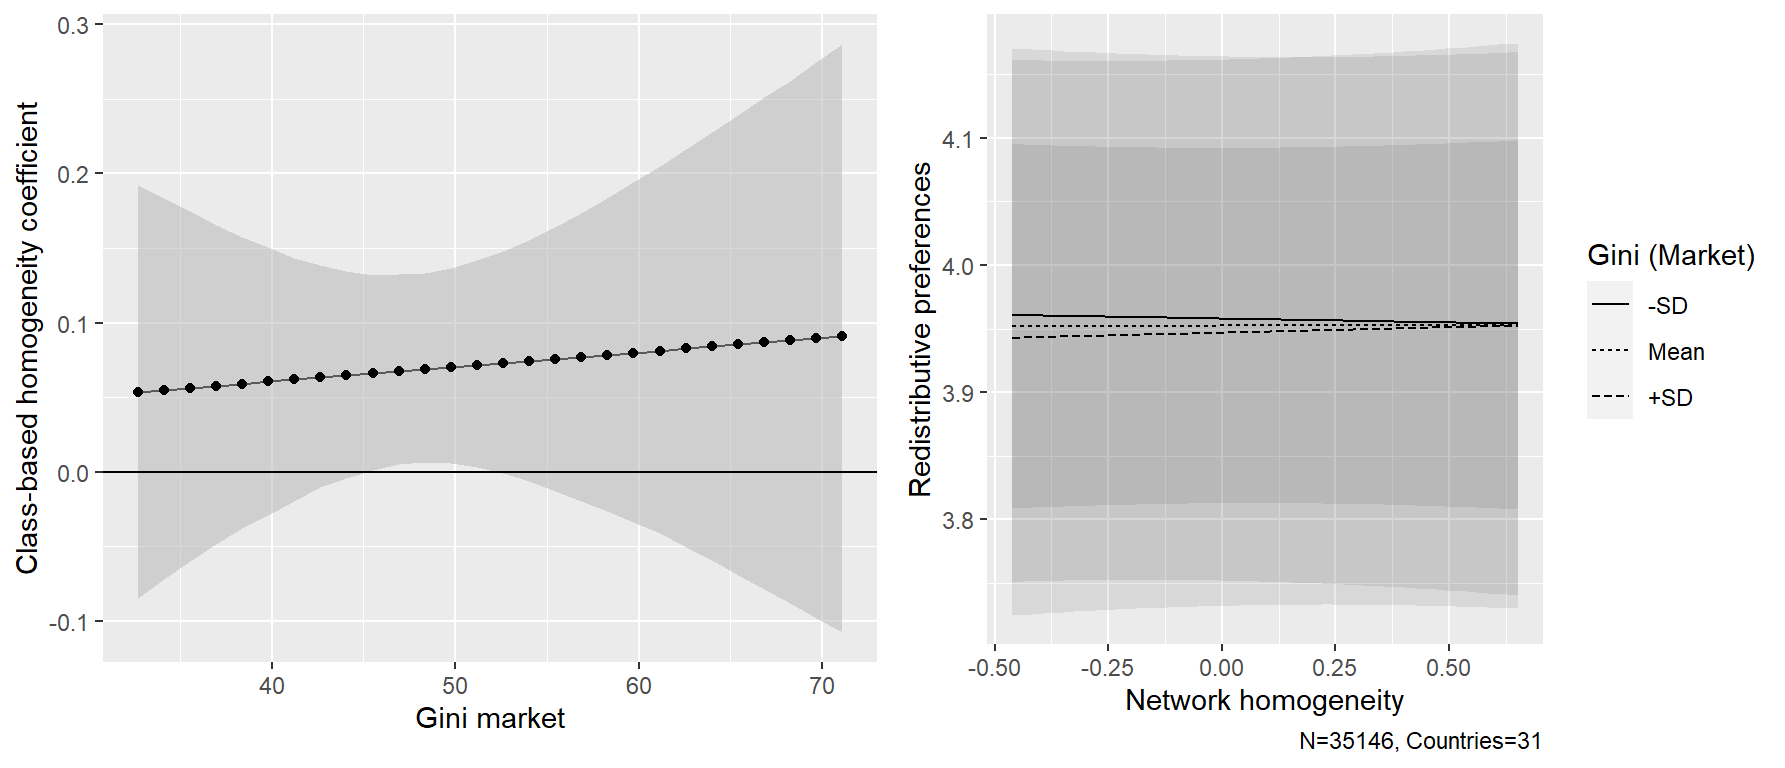 Class-based homogeneity coefficient
0.3
0.2
0.1
0.0
-0.1
40 50 60 70
Gini market
Redistributive preferences
4.1
4.0
3.9
3.8
-0.50 -0.25 0.00 0.25 0.50
Network homogeneity
N=35146, Countries=31
Gini (Market)
-SD
Mean
+SD